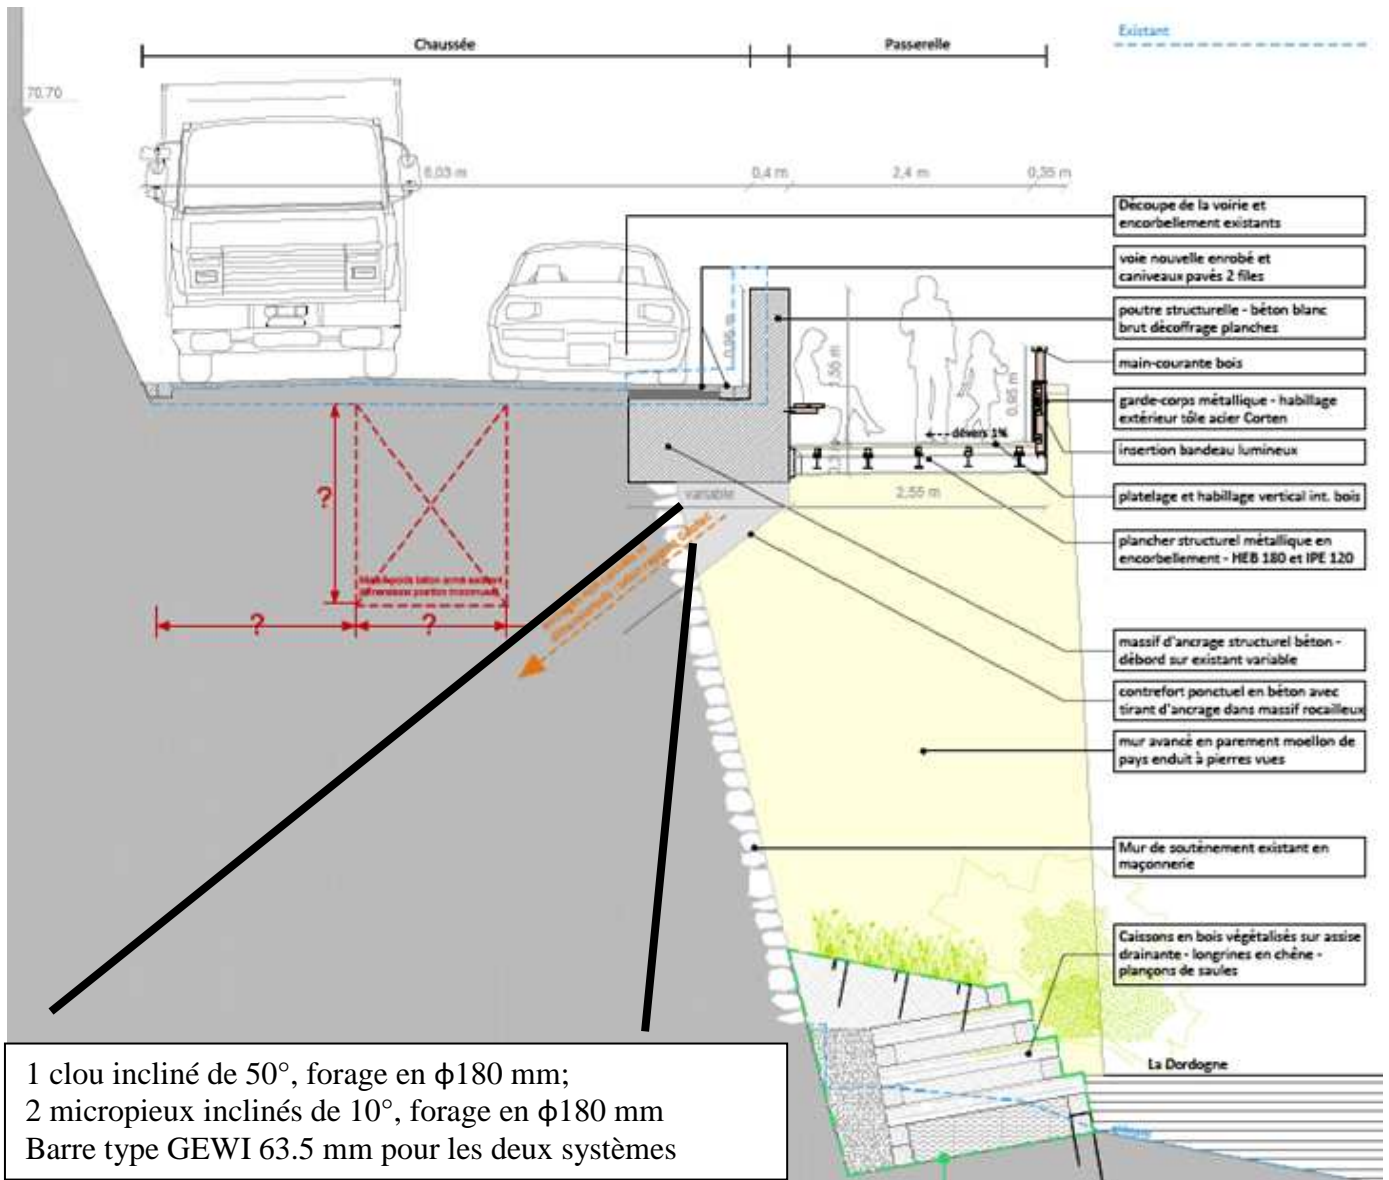 Chaussée
Passerelle
Existant
70.70
6,03 m
0,4 m
2,4 m
0,35 m
Découpe de la voirie et
encorbellement existants
voie nouvelle enrobé et
caniveaux pavés 2 files
poutre structurelle - béton blanc
brut décoffrage planches
main-courante bois
garde-corps métallique - habillage
extérieur tôle acier Corten
insertion bandeau lumineux
platelage et habillage vertical int. bois
plancher structurel métallique en
encorbellement - HEB 180 et IPE 120
massif d'ancrage structurel béton -
débord sur existant variable
contrefort ponctuel en béton avec
tirant d'ancrage dans massif rocailleux
mur avancé en parement moellon de
pays enduit à pierres vues
Mur de soutènement existant en
maçonnerie
Caissons en bois végétalisés sur assise
drainante - longrines en chêne -
plançons de saules
0,95 m
dévers 1%
variable
2,55 m
?
?
?
La Dordogne
1 clou incliné de 50°, forage en ϕ180 mm;
2 micropieux inclinés de 10°, forage en ϕ180 mm
Barre type GEWI 63.5 mm pour les deux systèmes